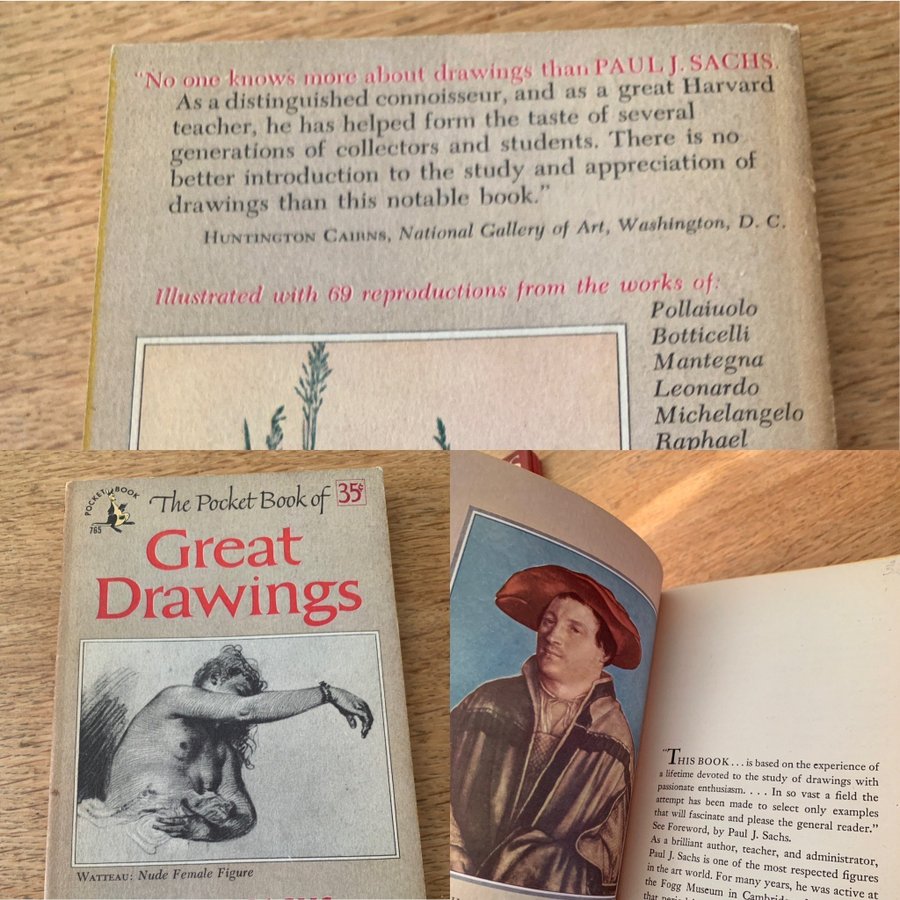 "No one knows more about drawings than PAUL J. SACHS.
As a distinguished connoisseur, and as a great Harvard
teacher, he has helped form the taste of several
generations of collectors and students. There is no
better introduction to the study and appreciation of
drawings than this notable book."
HUNTINGTON CAIRNS, National Gallery of Art, Washington, D. C.
Illustrated with 69 reproductions from the works of:
Pollaiuolo
Botticelli
Mantegna
Leonardo
Michelangelo
Raphael
POCKET BOOK
765
The Pocket Book of 35¢
Great
Drawings
WATTEAU: Nude Female Figure
"THIS BOOK . . . is based on the experience of
a lifetime devoted to the study of drawings with
passionate enthusiasm. . . . In so vast a field the
attempt has been made to select only examples
that will fascinate and please the general reader."
See Foreword, by Paul J. Sachs.
As a brilliant author, teacher, and administrator,
Paul J. Sachs is one of the most respected figures
in the art world. For many years, he was active at
the Fogg Museum in Cambridge,